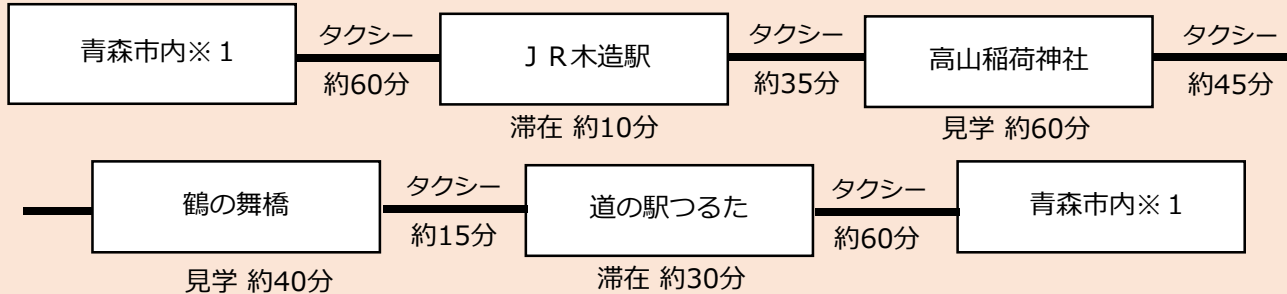 青森市内※１
タクシー
約60分
ＪＲ木造駅
滞在 約10分
タクシー
約35分
高山稲荷神社
見学 約60分
タクシー
約45分
鶴の舞橋
見学 約40分
タクシー
約15分
道の駅つるた
滞在 約30分
タクシー
約60分
青森市内※１